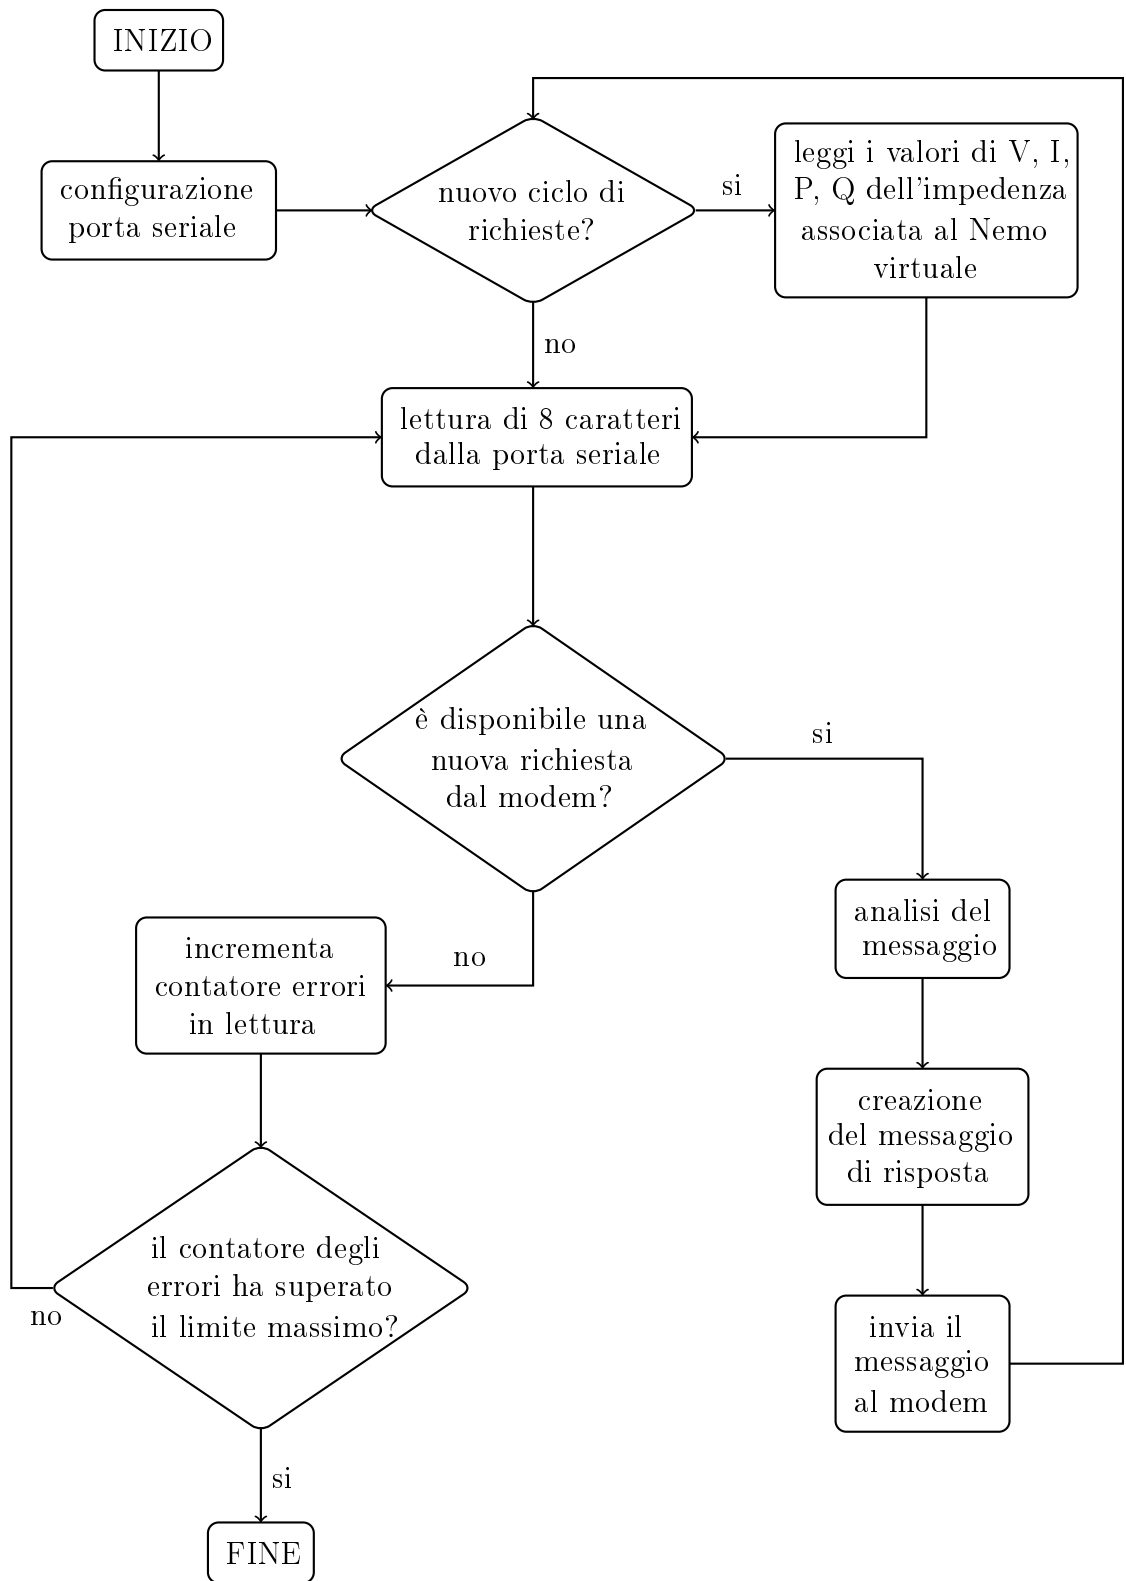 INIZIO
configurazione
porta seriale
nuovo ciclo di
richieste?
si
leggi i valori di V, I,
P, Q dell'impedenza
associata al Nemo
virtuale
no
lettura di 8 caratteri
dalla porta seriale
è disponibile una
nuova richiesta
dal modem?
si
no
incrementa
contatore errori
in lettura
analisi del
messaggio
creazione
del messaggio
di risposta
il contatore degli
errori ha superato
il limite massimo?
no
invia il
messaggio
al modem
si
FINE